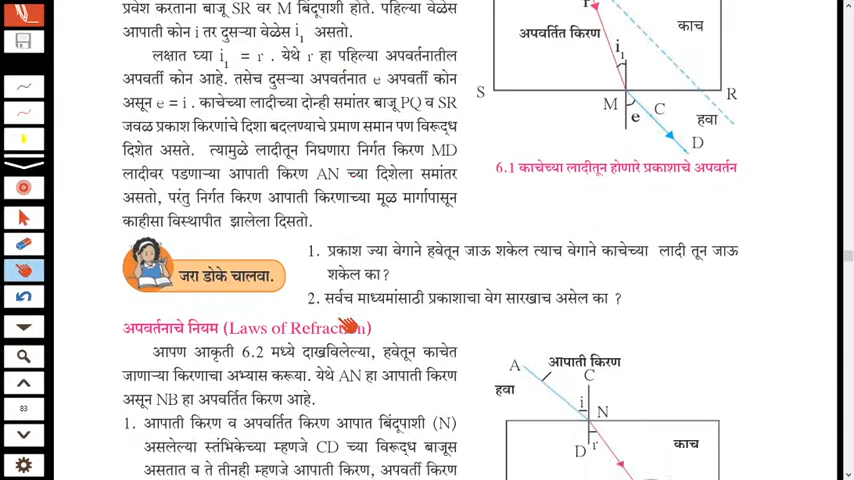 प्रवेश करताना बाजू SR वर M बिंदूपाशी होते. पहिल्या वेळेस
आपाती कोन i तर दुसऱ्या वेळेस i₁ असतो.
लक्षात घ्या i₁ = r . येथे r हा पहिल्या अपवर्तनातील
अपवर्ती कोन आहे. तसेच दुसऱ्या अपवर्तनात e अपवर्ती कोन
असून e = i. काचेच्या लादीच्या दोन्ही समांतर बाजू PQ व SR
जवळ प्रकाश किरणांचे दिशा बदलण्याचे प्रमाण समान पण विरूद्ध
दिशेत असते. त्यामुळे लादीतून निघणारा निर्गत किरण MD
लादीवर पडणाऱ्या आपाती किरण AN च्या दिशेला समांतर
असतो, परंतु निर्गत किरण आपाती किरणाच्या मूळ मार्गापासून
काहीसा विस्थापीत झालेला दिसतो.
r
अपवर्तित किरण
काच
i₁
S
R
M
C
e
हवा
D
6.1 काचेच्या लादीतून होणारे प्रकाशाचे अपवर्तन
जरा डोके चालवा.
1. प्रकाश ज्या वेगाने हवेतून जाऊ शकेल त्याच वेगाने काचेच्या लादी तून जाऊ
शकेल का?
2. सर्वच माध्यमांसाठी प्रकाशाचा वेग सारखाच असेल का ?
अपवर्तनाचे नियम (Laws of Refraction)
आपण आकृती 6.2 मध्ये दाखविलेल्या, हवेतून काचेत
जाणाऱ्या किरणाचा अभ्यास करूया. येथे AN हा आपाती किरण
असून NB हा अपवर्तित किरण आहे.
1. आपाती किरण व अपवर्तित किरण आपात बिंदूपाशी (N)
असलेल्या स्तंभिकेच्या म्हणजे CD च्या विरूद्ध बाजूस
असतात व ते तीनही म्हणजे आपाती किरण, अपवर्ती किरण
A
आपाती किरण
हवा
C
i
N
D
r
काच
83